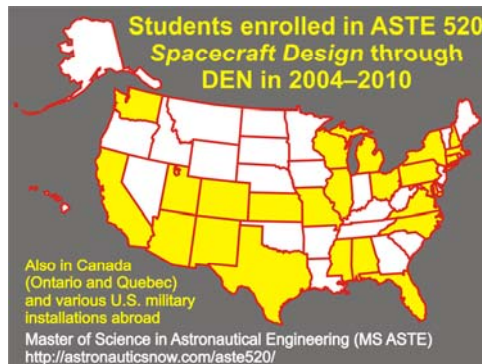 Students enrolled in ASTE 520
Spacecraft Design through
DEN in 2004–2010
Also in Canada
(Ontario and Quebec)
and various U.S. military
installations abroad
Master of Science in Astronautical Engineering (MS ASTE)
http://astronauticsnow.com/aste520/